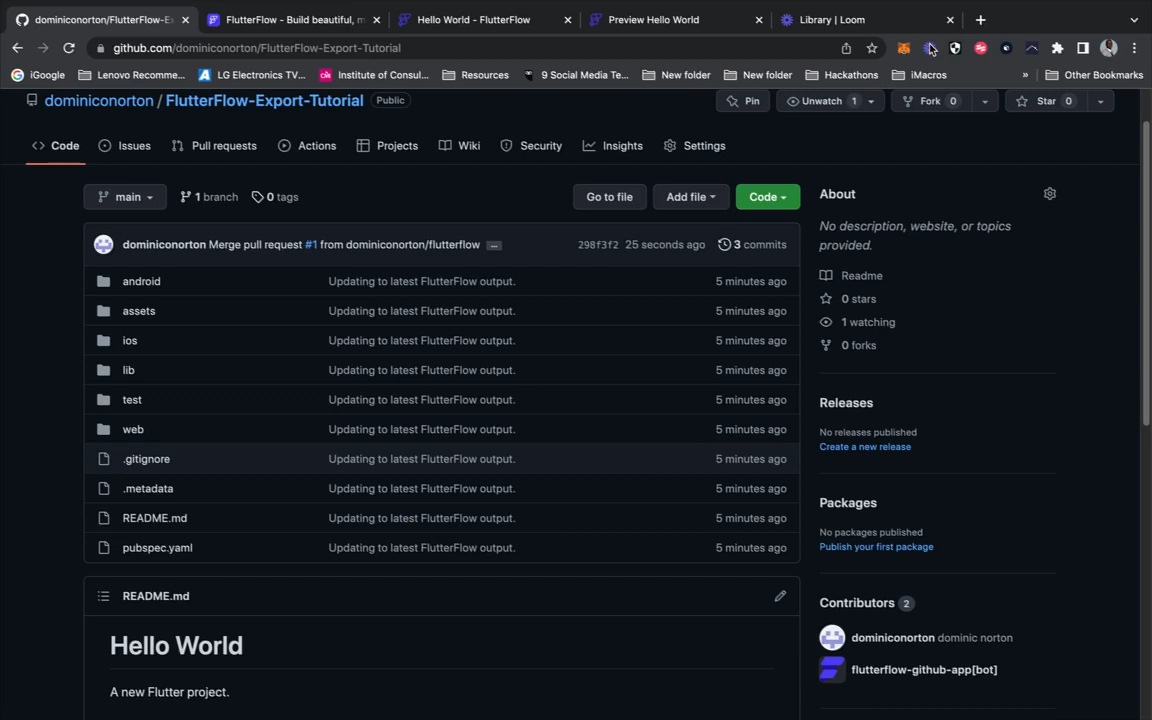 dominiconorton/FlutterFlow-Ex
FlutterFlow - Build beautiful, m
Hello World - FlutterFlow
Preview Hello World
Library | Loom
github.com/dominiconorton/FlutterFlow-Export-Tutorial
iGoogle
Lenovo Recomme...
LG Electronics TV...
Institute of Consul...
Resources
9 Social Media Te...
New folder
New folder
Hackathons
iMacros
»
Other Bookmarks
dominiconorton / FlutterFlow-Export-Tutorial Public
Pin
Unwatch 1
Fork 0
Star 0
Code
Issues
Pull requests
Actions
Projects
Wiki
Security
Insights
Settings
main
1 branch
0 tags
Go to file
Add file
Code
dominiconorton Merge pull request #1 from dominiconorton/flutterflow ...
298f3f2 25 seconds ago
3 commits
android Updating to latest FlutterFlow output. 5 minutes ago
assets Updating to latest FlutterFlow output. 5 minutes ago
ios Updating to latest FlutterFlow output. 5 minutes ago
lib Updating to latest FlutterFlow output. 5 minutes ago
test Updating to latest FlutterFlow output. 5 minutes ago
web Updating to latest FlutterFlow output. 5 minutes ago
.gitignore Updating to latest FlutterFlow output. 5 minutes ago
.metadata Updating to latest FlutterFlow output. 5 minutes ago
README.md Updating to latest FlutterFlow output. 5 minutes ago
pubspec.yaml Updating to latest FlutterFlow output. 5 minutes ago
README.md
Hello World
A new Flutter project.
About
No description, website, or topics
provided.
Readme
0 stars
1 watching
0 forks
Releases
No releases published
Create a new release
Packages
No packages published
Publish your first package
Contributors 2
dominiconorton dominic norton
flutterflow-github-app[bot]